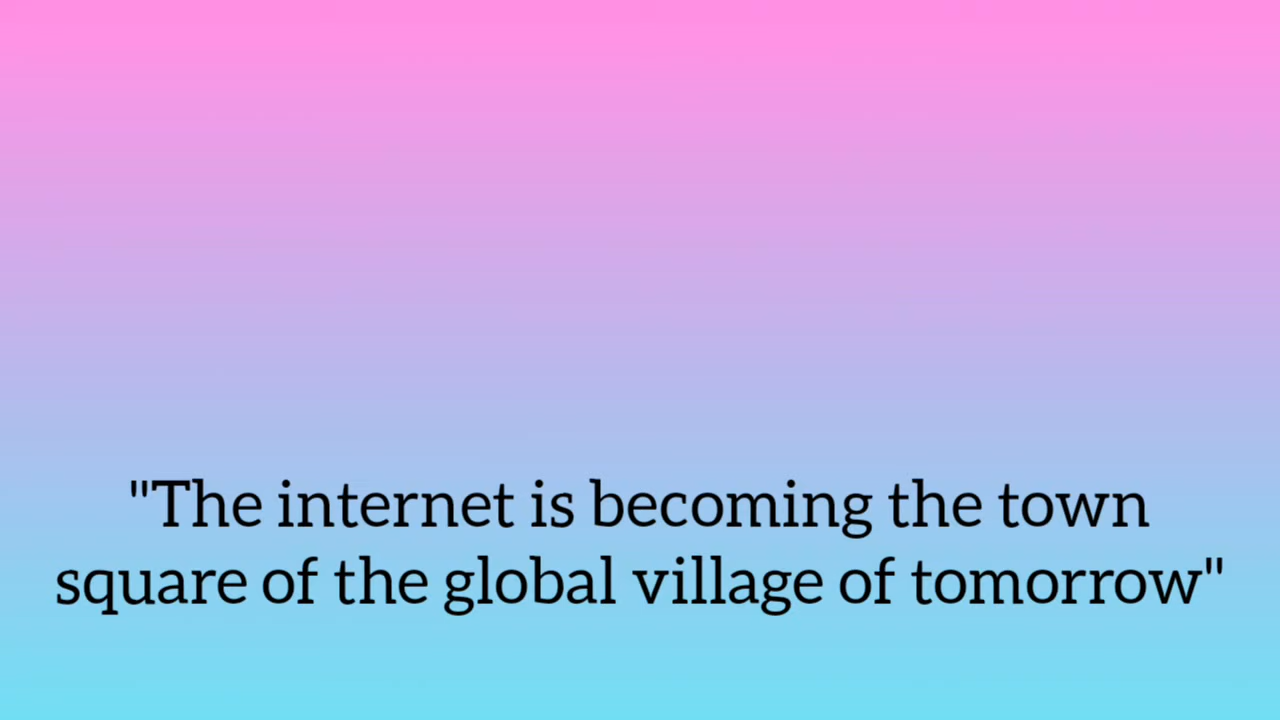 "The internet is becoming the town
square of the global village of tomorrow"